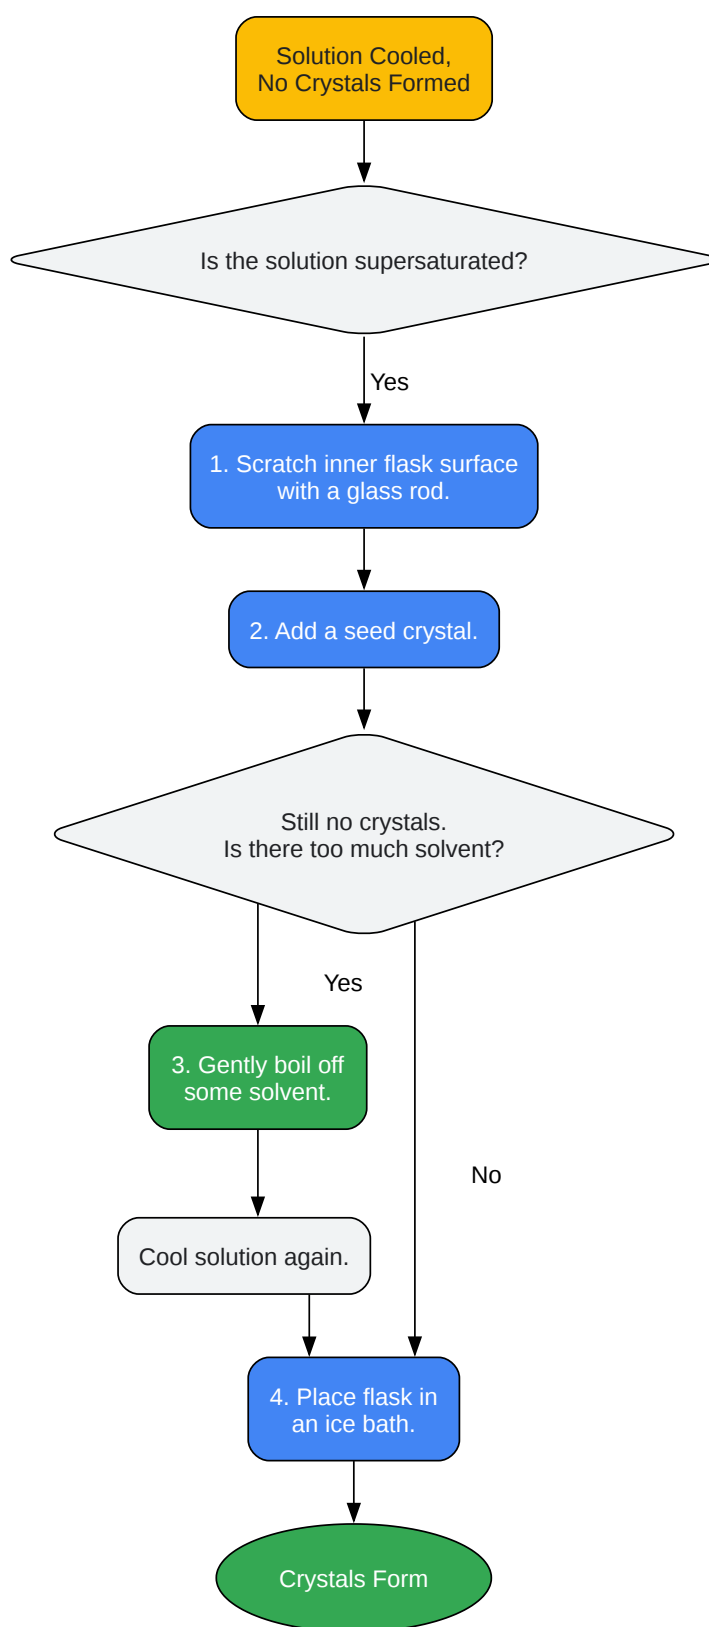 Solution Cooled,
No Crystals Formed
Is the solution supersaturated?
Yes
1. Scratch inner flask surface
with a glass rod.
2. Add a seed crystal.
Still no crystals.
Is there too much solvent?
Yes
3. Gently boil off
some solvent.
No
Cool solution again.
4. Place flask in
an ice bath.
Crystals Form